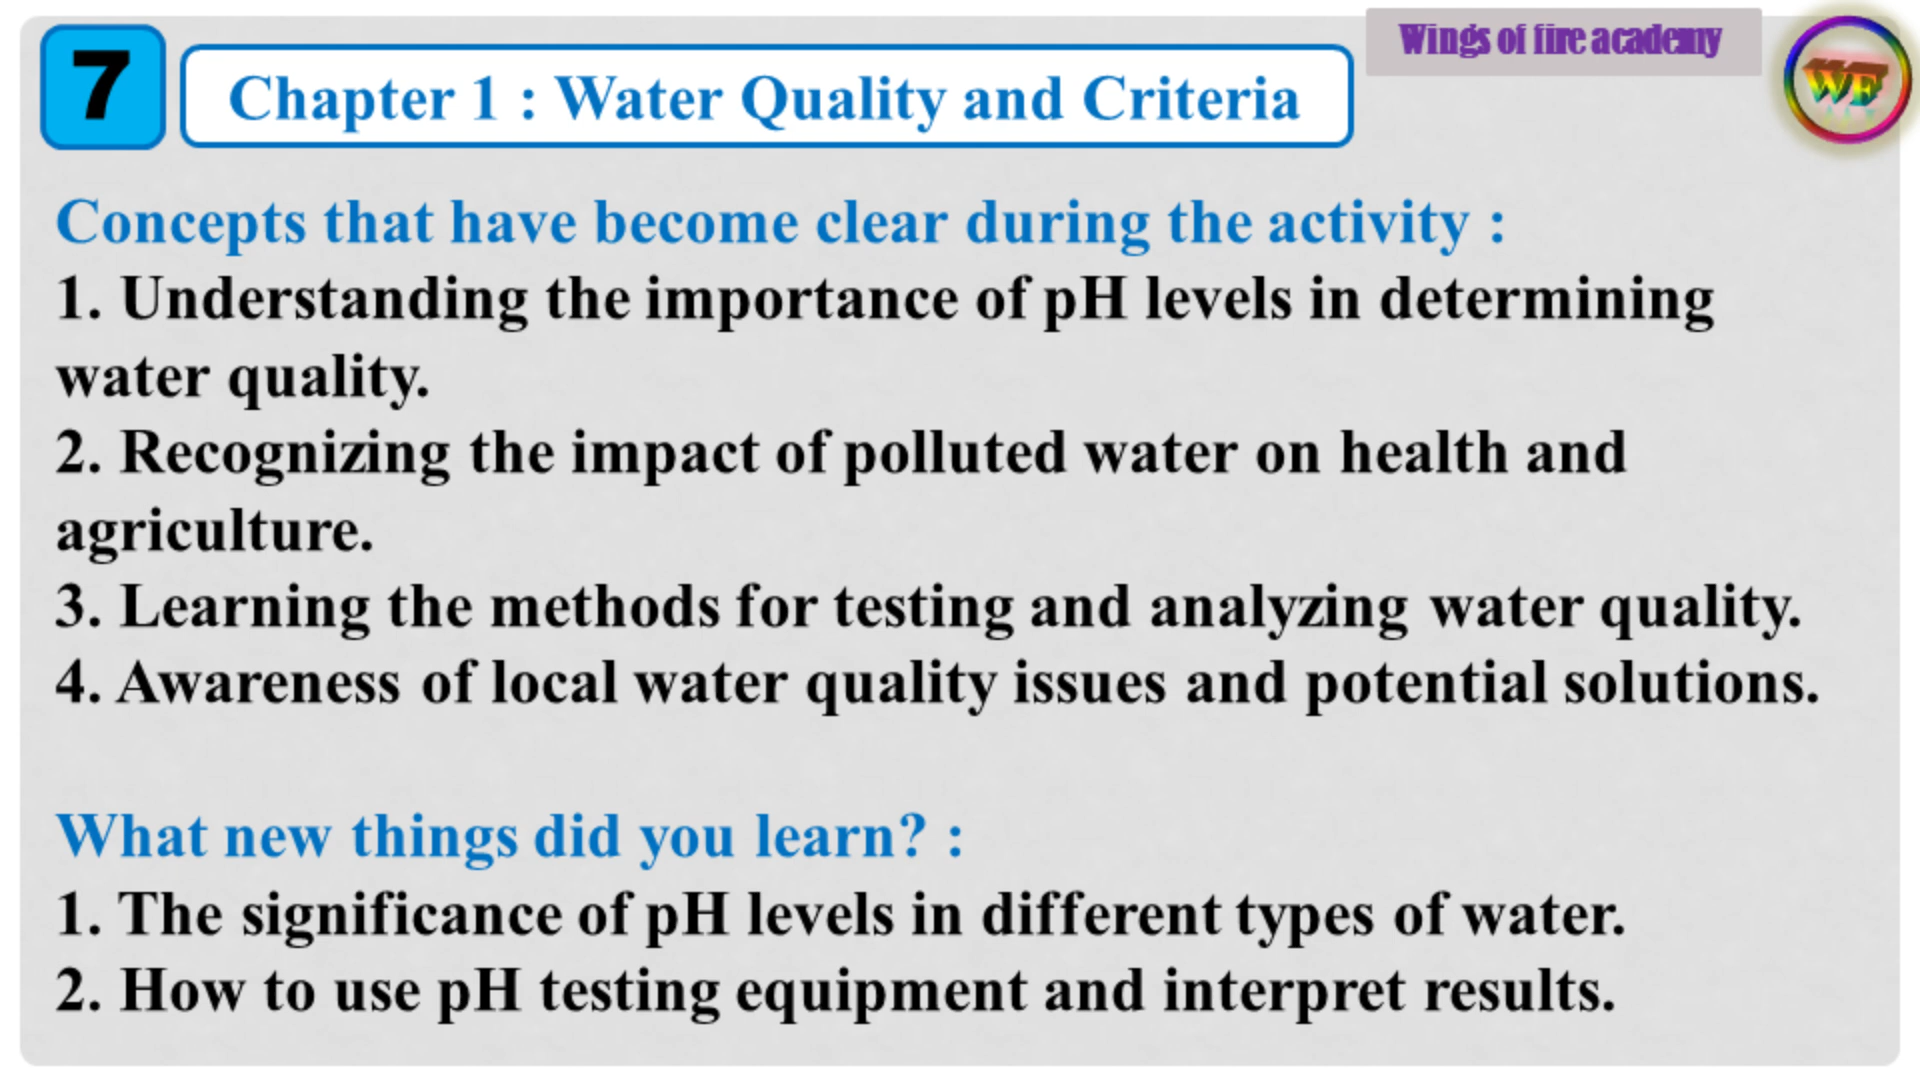 7
Chapter 1 : Water Quality and Criteria
Wings of fire academy
WF
Concepts that have become clear during the activity :
1. Understanding the importance of pH levels in determining
water quality.
2. Recognizing the impact of polluted water on health and
agriculture.
3. Learning the methods for testing and analyzing water quality.
4. Awareness of local water quality issues and potential solutions.
What new things did you learn? :
1. The significance of pH levels in different types of water.
2. How to use pH testing equipment and interpret results.